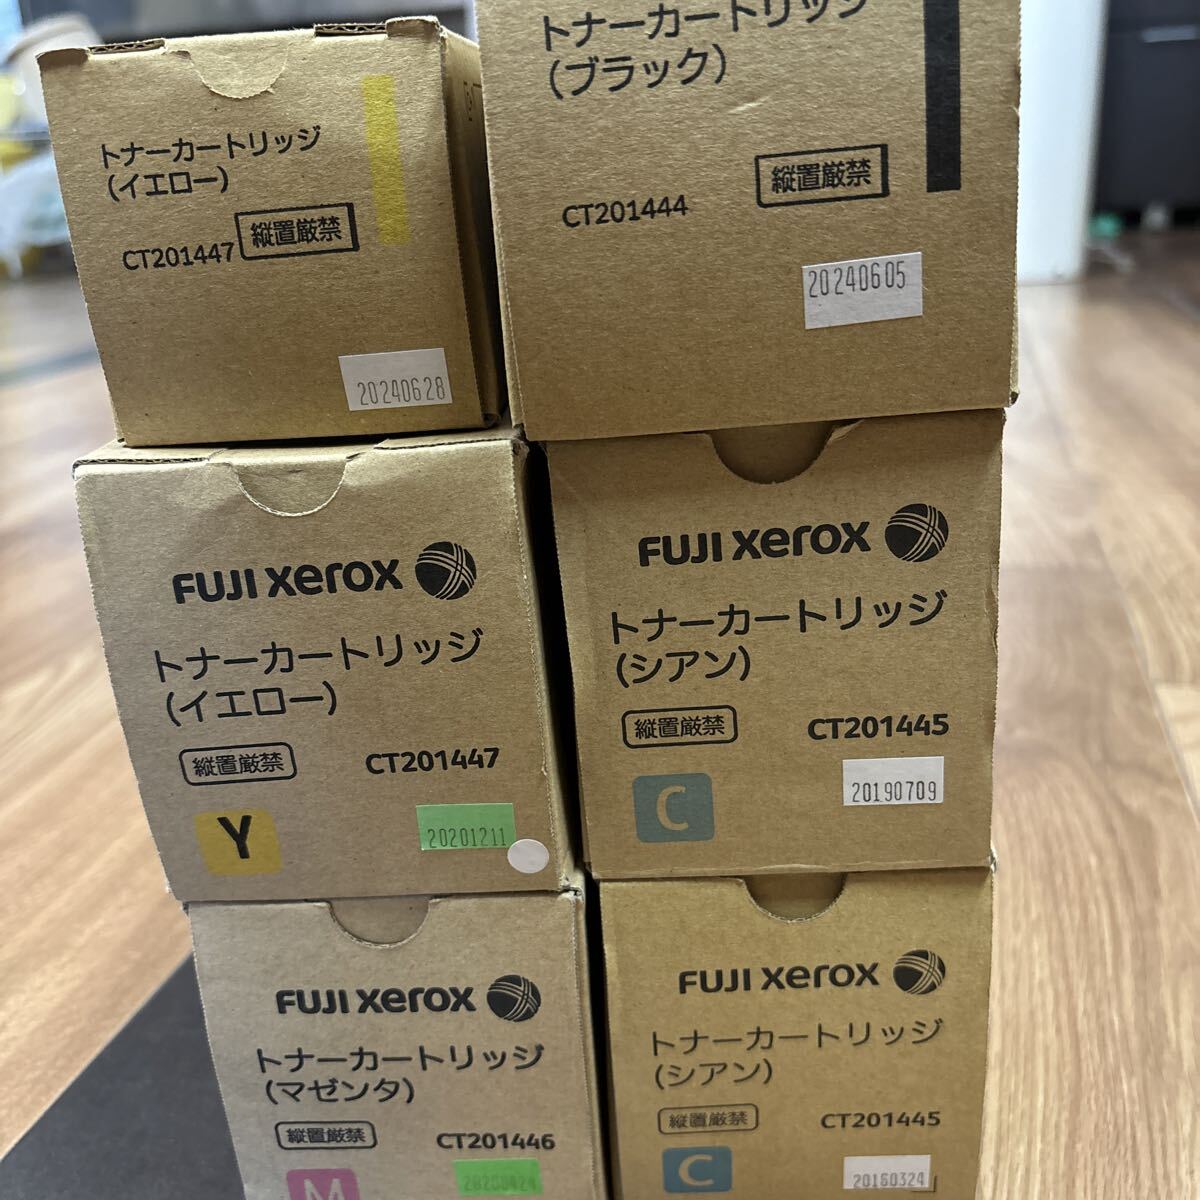 トナーカートリッジ
(イエロー)
CT201447
縦置厳禁
20240628
トナーカートリッジ
(ブラック)
縦置厳禁
CT201444
20240605
FUJI xerox
トナーカートリッジ
(イエロー)
縦置厳禁
CT201447
Y
20201211
FUJI xerox
トナーカートリッジ
(シアン)
縦置厳禁
CT201445
C
20190709
FUJI xerox
トナーカートリッジ
(マゼンタ)
縦置厳禁
CT201446
M
FUJI xerox
トナーカートリッジ
(シアン)
縦置厳禁
CT201445
C
20160324